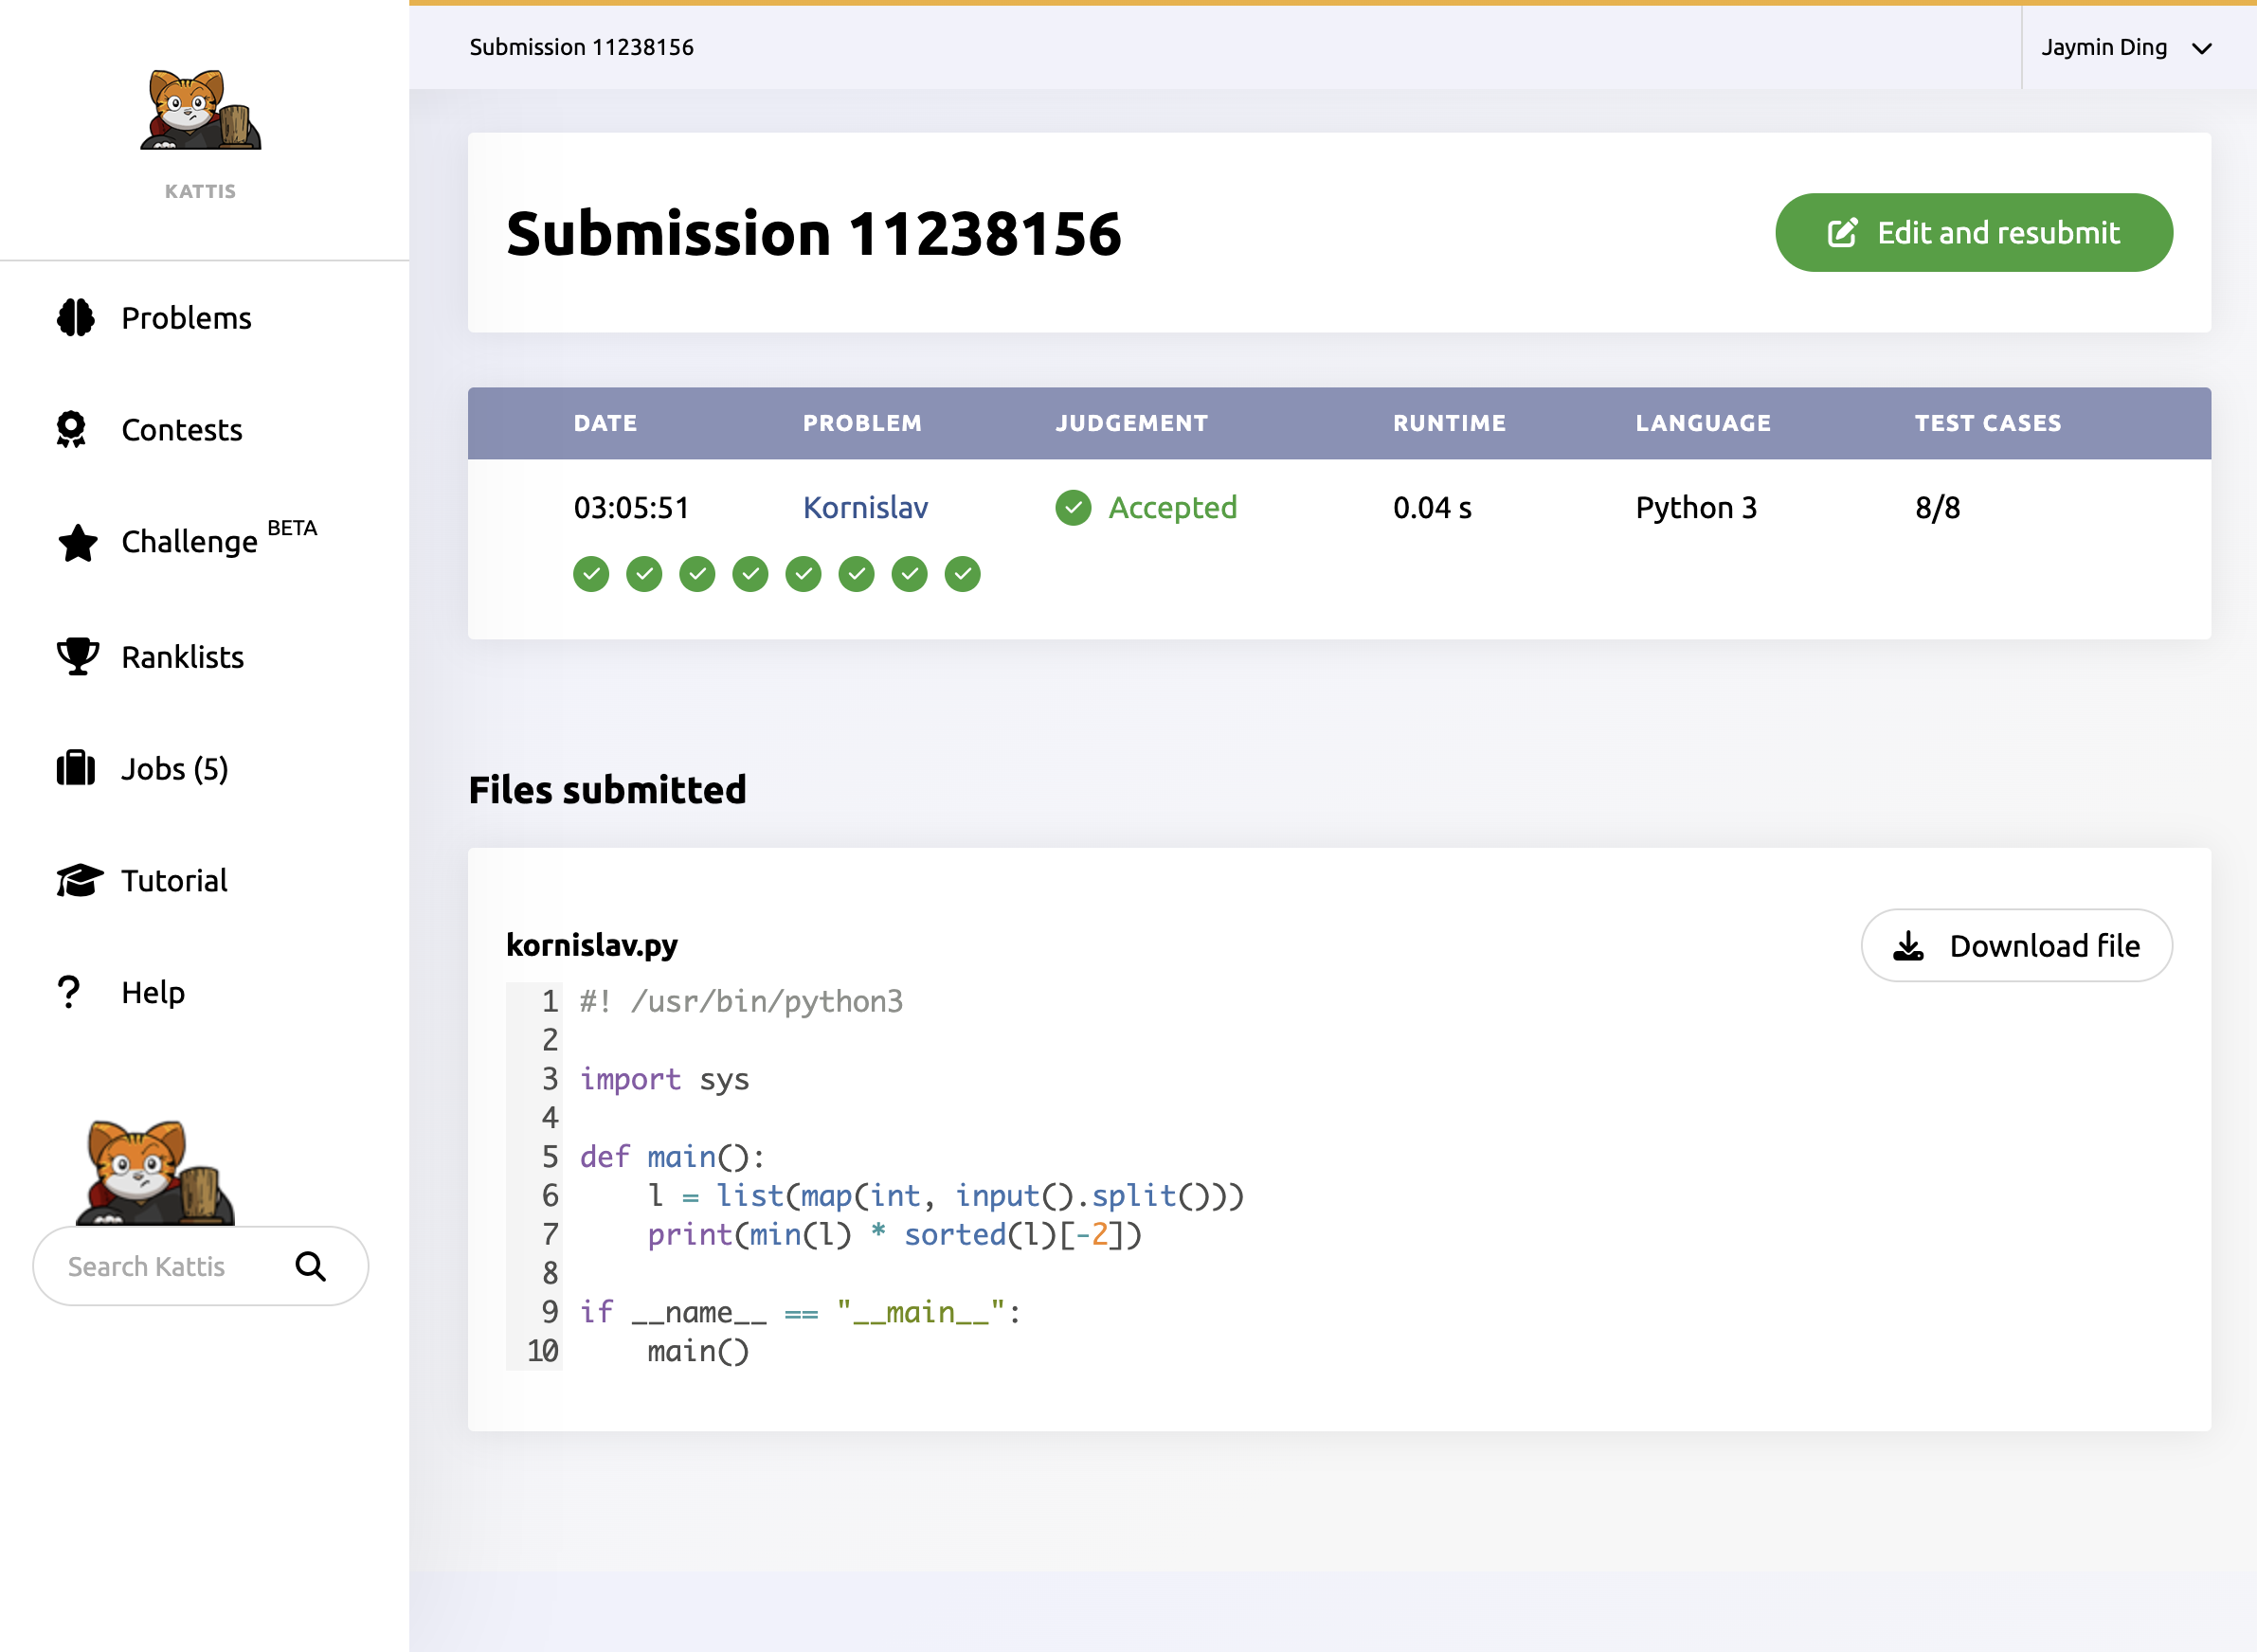 Submission 11238156
Jaymin Ding
KATTIS
Problems
Contests
Challenge BETA
Ranklists
Jobs (5)
Tutorial
Help
Search Kattis
Submission 11238156
Edit and resubmit
DATE PROBLEM JUDGEMENT RUNTIME LANGUAGE TEST CASES
03:05:51 Kornislav Accepted 0.04 s Python 3 8/8
Files submitted
kornislav.py
Download file
1 #! /usr/bin/python3
2
3 import sys
4
5 def main():
6     l = list(map(int, input().split()))
7     print(min(l) * sorted(l)[-2])
8
9 if __name__ == "__main__":
10     main()